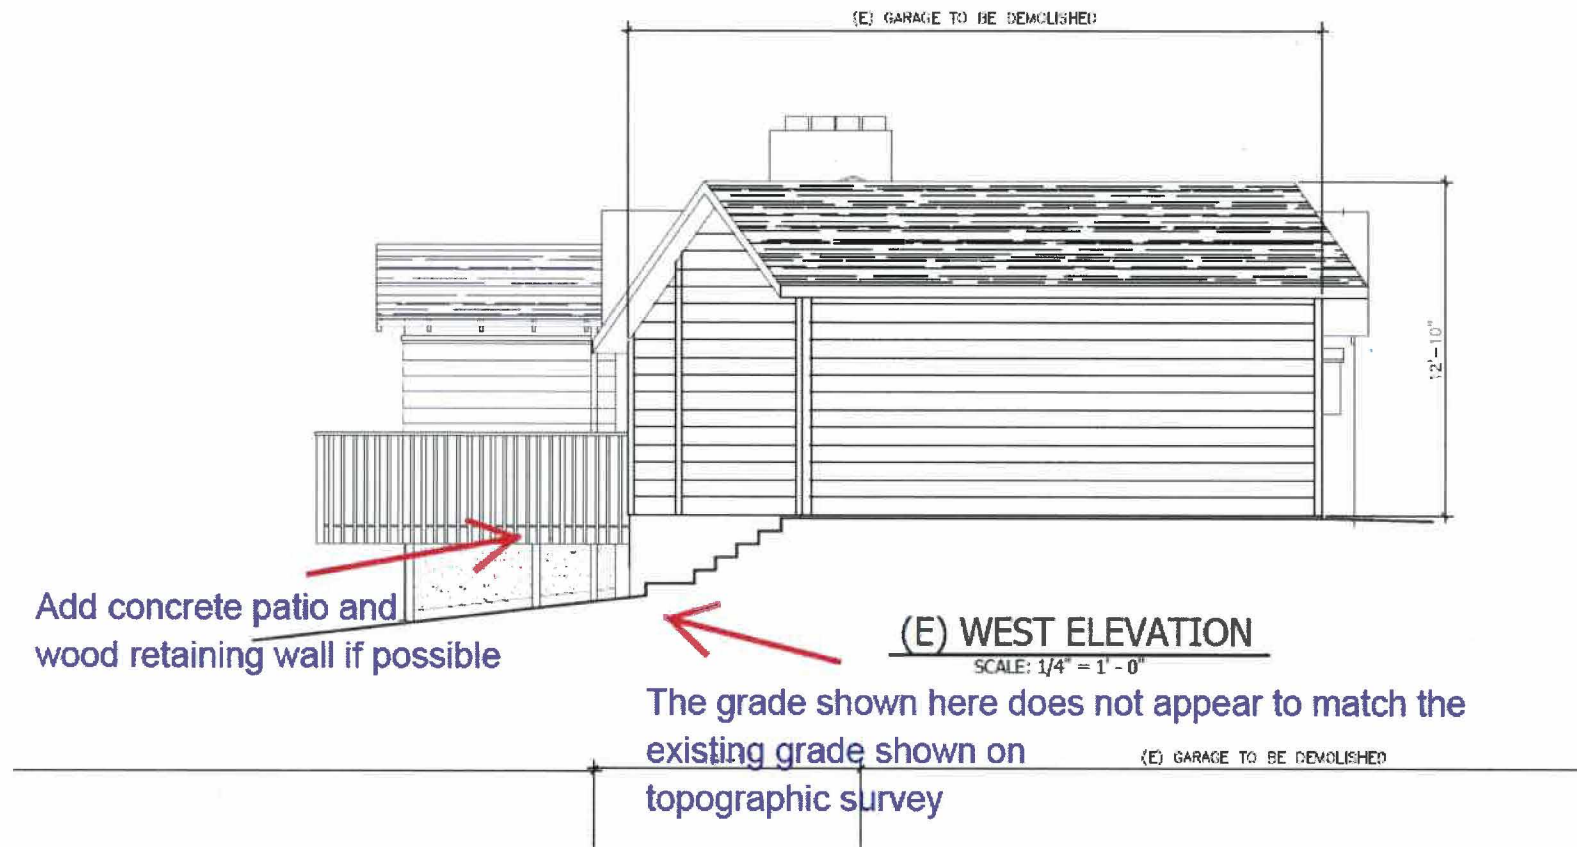 (E) GARAGE TO BE DEMOLISHED
12'-10"
Add concrete patio and
wood retaining wall if possible
(E) WEST ELEVATION
SCALE: 1/4" = 1' - 0"
The grade shown here does not appear to match the
existing grade shown on
topographic survey
(E) GARAGE TO BE DEMOLISHED